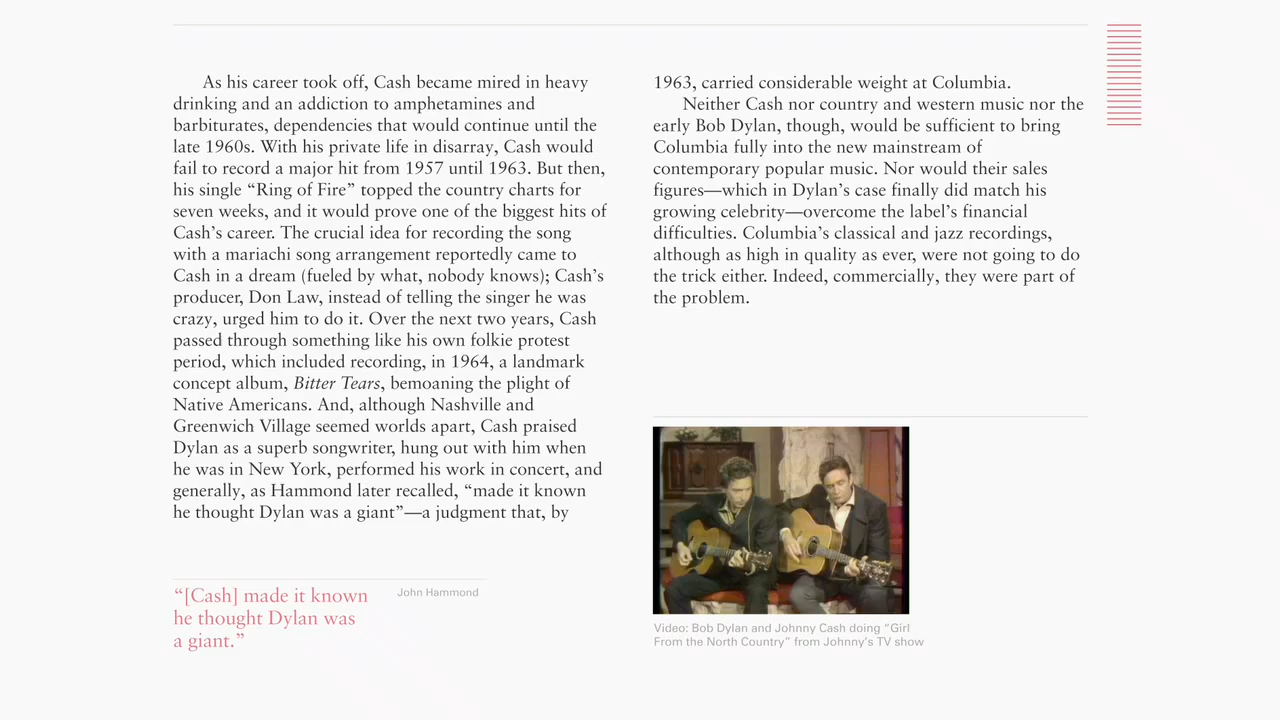 As his career took off, Cash became mired in heavy
drinking and an addiction to amphetamines and
barbiturates, dependencies that would continue until the
late 1960s. With his private life in disarray, Cash would
fail to record a major hit from 1957 until 1963. But then,
his single “Ring of Fire” topped the country charts for
seven weeks, and it would prove one of the biggest hits of
Cash’s career. The crucial idea for recording the song
with a mariachi song arrangement reportedly came to
Cash in a dream (fueled by what, nobody knows); Cash’s
producer, Don Law, instead of telling the singer he was
crazy, urged him to do it. Over the next two years, Cash
passed through something like his own folkie protest
period, which included recording, in 1964, a landmark
concept album, Bitter Tears, bemoaning the plight of
Native Americans. And, although Nashville and
Greenwich Village seemed worlds apart, Cash praised
Dylan as a superb songwriter, hung out with him when
he was in New York, performed his work in concert, and
generally, as Hammond later recalled, “made it known
he thought Dylan was a giant”—a judgment that, by
“[Cash] made it known
he thought Dylan was
a giant.”
John Hammond
1963, carried considerable weight at Columbia.
Neither Cash nor country and western music nor the
early Bob Dylan, though, would be sufficient to bring
Columbia fully into the new mainstream of
contemporary popular music. Nor would their sales
figures—which in Dylan’s case finally did match his
growing celebrity—overcome the label’s financial
difficulties. Columbia’s classical and jazz recordings,
although as high in quality as ever, were not going to do
the trick either. Indeed, commercially, they were part of
the problem.
Video: Bob Dylan and Johnny Cash doing “Girl
From the North Country” from Johnny’s TV show